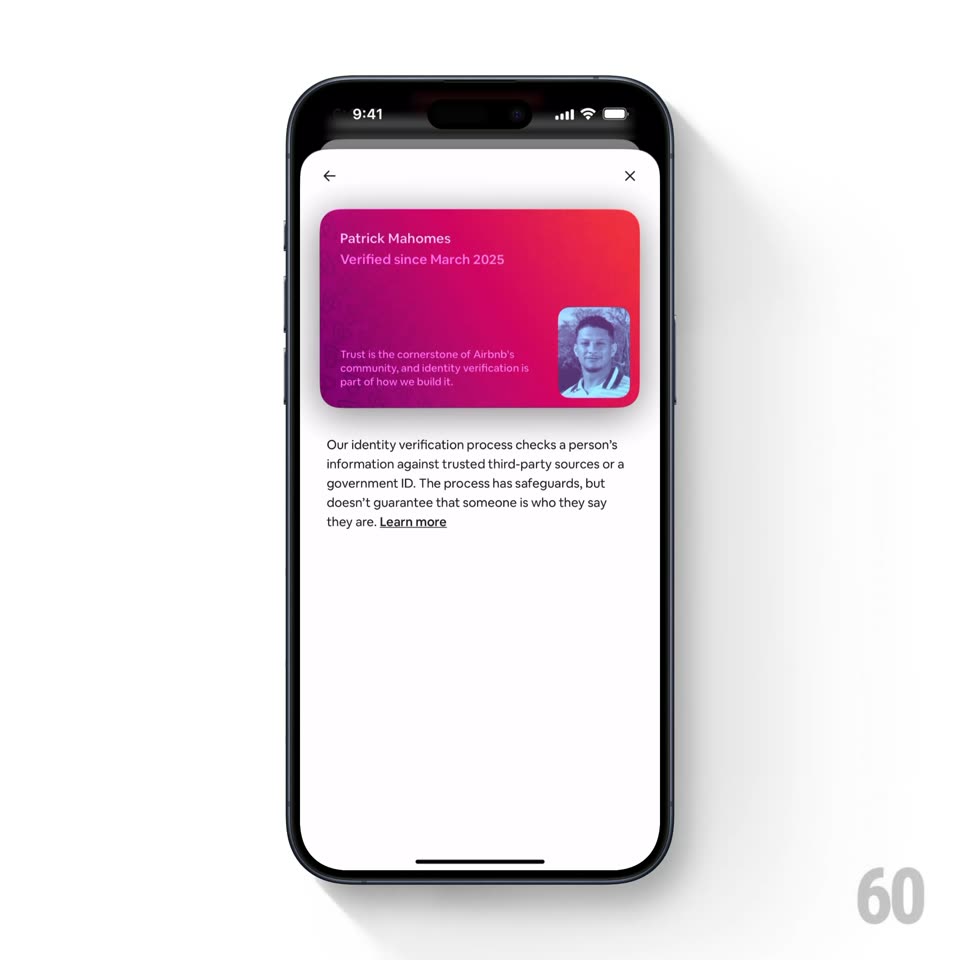 9:41
Patrick Mahomes
Verified since March 2025
Trust is the cornerstone of Airbnb's
community, and identity verification is
part of how we build it.
Our identity verification process checks a person’s
information against trusted third-party sources or a
government ID. The process has safeguards, but
doesn’t guarantee that someone is who they say
they are. Learn more
60